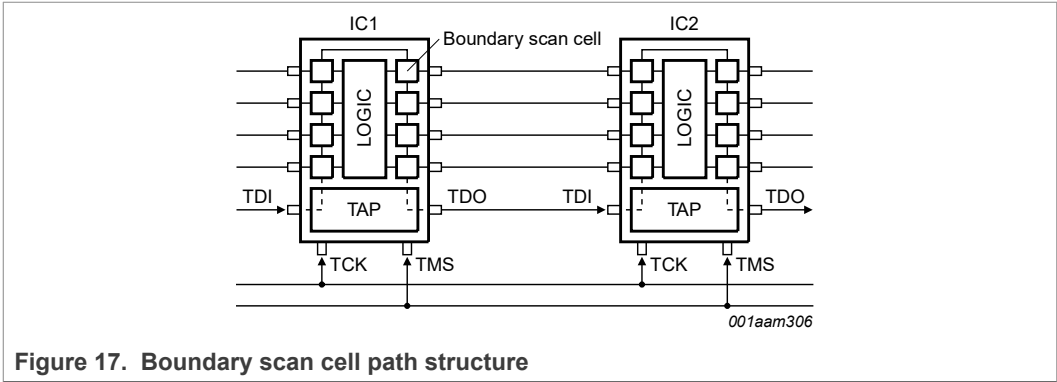 IC1
IC2
Boundary scan cell
LOGIC
LOGIC
TDI
TAP
TDO
TDI
TAP
TDO
TCK
TMS
TCK
TMS
001aam306
Figure 17. Boundary scan cell path structure